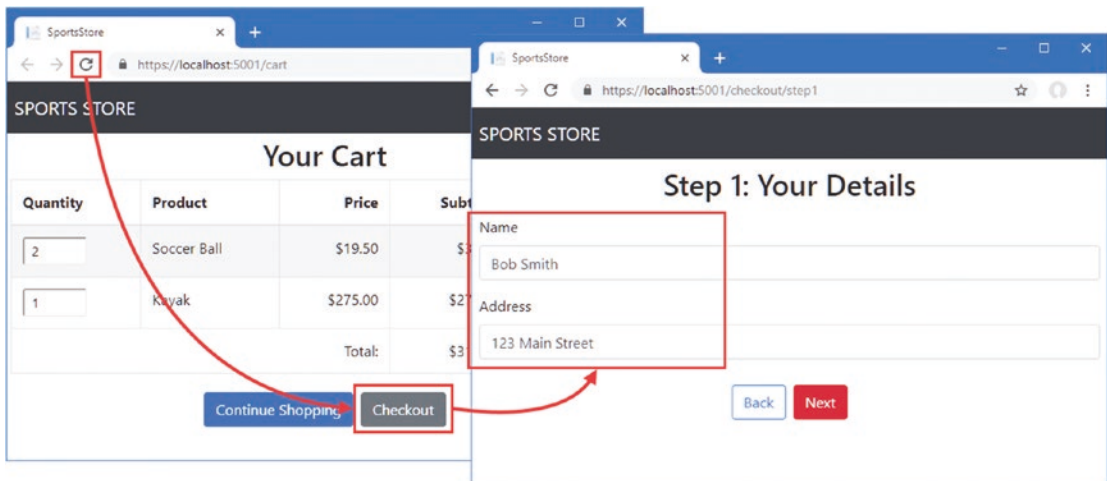 SportsStore
https://localhost:5001/cart
SPORTS STORE
Your Cart
Quantity Product Price
2 Soccer Ball $19.50
1 Kayak $275.00
Total:
Continue Shopping Checkout
SportsStore
https://localhost:5001/checkout/step1
SPORTS STORE
Step 1: Your Details
Name
Bob Smith
Address
123 Main Street
Back Next